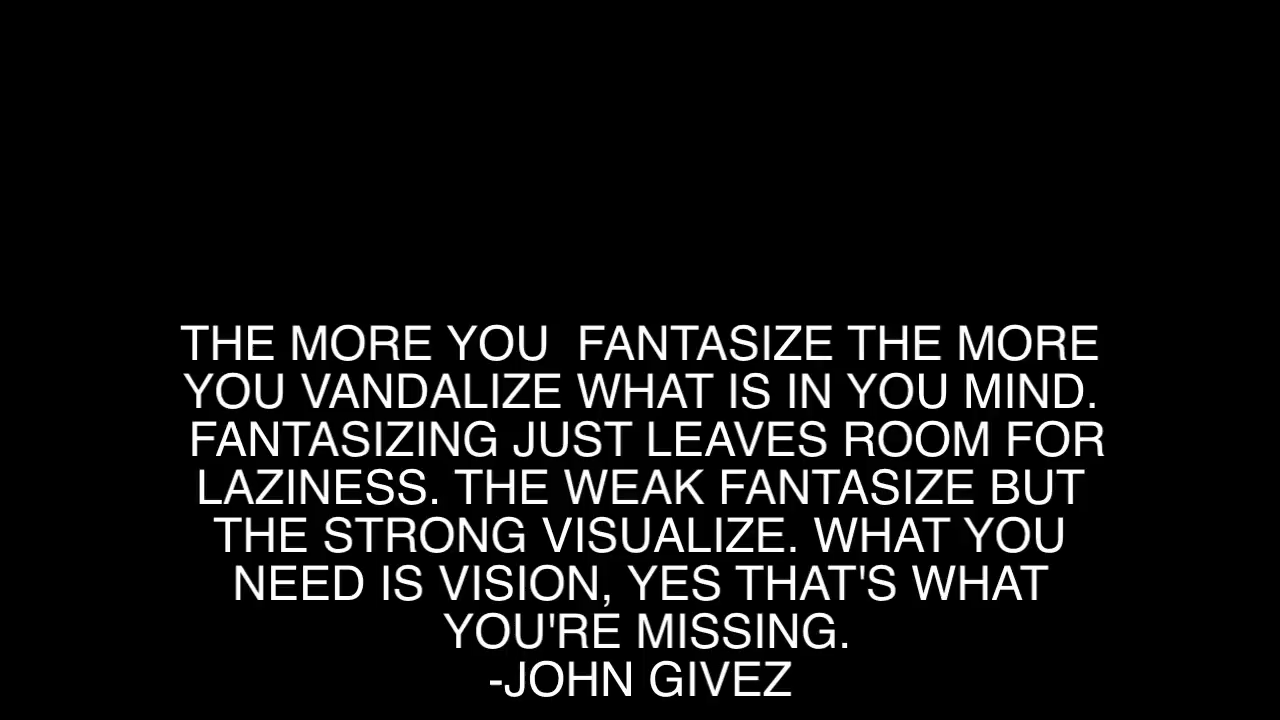 THE MORE YOU  FANTASIZE THE MORE
YOU VANDALIZE WHAT IS IN YOU MIND.
FANTASIZING JUST LEAVES ROOM FOR
LAZINESS. THE WEAK FANTASIZE BUT
THE STRONG VISUALIZE. WHAT YOU
NEED IS VISION, YES THAT'S WHAT
YOU'RE MISSING.
-JOHN GIVEZ